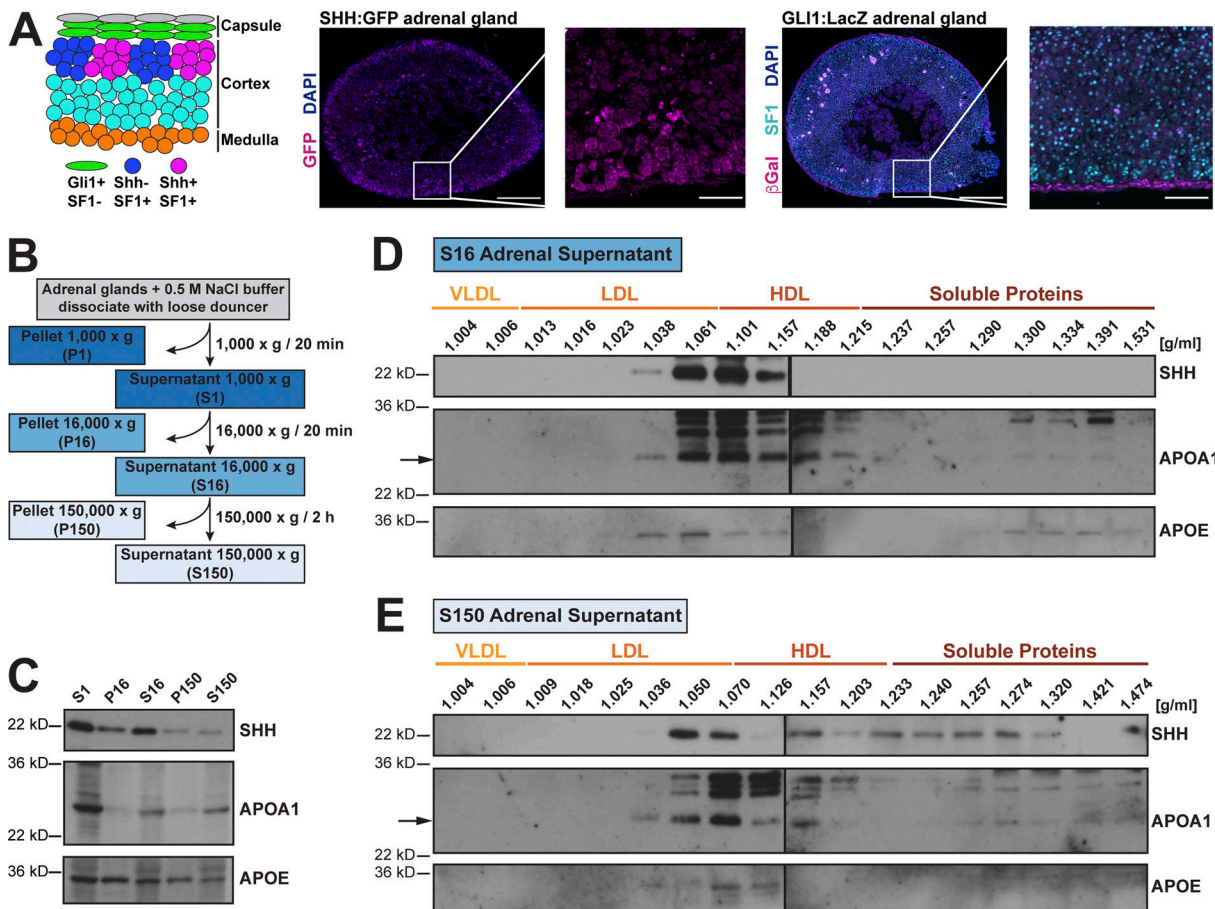 A
Capsule
Cortex
Medulla
Gli1+ Shh- Shh+
SF1- SF1+ SF1+
SHH:GFP adrenal gland
GFP DAPI
GLI1:LacZ adrenal gland
βGal SF1 DAPI
B
Adrenal glands + 0.5 M NaCl buffer
dissociate with loose douncer
Pellet 1,000 x g
(P1)
1,000 x g / 20 min
Supernatant 1,000 x g
(S1)
Pellet 16,000 x g
(P16)
16,000 x g / 20 min
Supernatant 16,000 x g
(S16)
Pellet 150,000 x g
(P150)
150,000 x g / 2 h
Supernatant 150,000 x g
(S150)
C
S1 P16 S16 P150 S150
22 kD
SHH
36 kD
APOA1
22 kD
36 kD
APOE
D
S16 Adrenal Supernatant
VLDL LDL HDL Soluble Proteins
1.004 1.006 1.013 1.016 1.023 1.038 1.061 1.101 1.157 1.188 1.215 1.237 1.257 1.290 1.300 1.334 1.391 1.531
[g/ml]
22 kD
SHH
36 kD
APOA1
22 kD
36 kD
APOE
E
S150 Adrenal Supernatant
VLDL LDL HDL Soluble Proteins
1.004 1.006 1.009 1.018 1.025 1.036 1.050 1.070 1.126 1.157 1.203 1.233 1.240 1.257 1.274 1.320 1.421 1.474
[g/ml]
22 kD
SHH
36 kD
APOA1
22 kD
36 kD
APOE